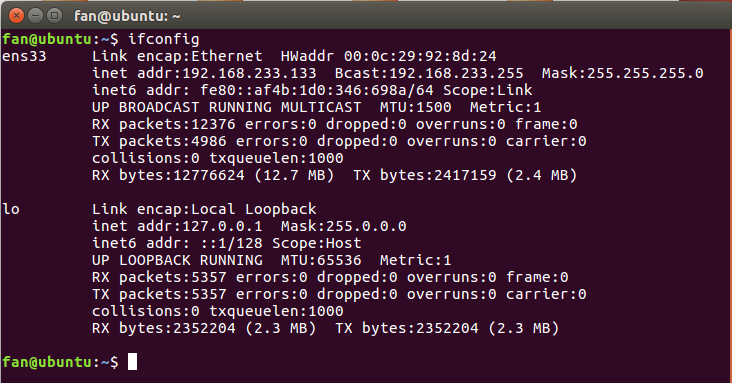 fan@ubuntu: ~
fan@ubuntu:~$ ifconfig
ens33     Link encap:Ethernet  HWaddr 00:0c:29:92:8d:24
          inet addr:192.168.233.133  Bcast:192.168.233.255  Mask:255.255.255.0
          inet6 addr: fe80::af4b:1d0:346:698a/64 Scope:Link
          UP BROADCAST RUNNING MULTICAST  MTU:1500  Metric:1
          RX packets:12376 errors:0 dropped:0 overruns:0 frame:0
          TX packets:4986 errors:0 dropped:0 overruns:0 carrier:0
          collisions:0 txqueuelen:1000
          RX bytes:12776624 (12.7 MB)  TX bytes:2417159 (2.4 MB)
lo        Link encap:Local Loopback
          inet addr:127.0.0.1  Mask:255.0.0.0
          inet6 addr: ::1/128 Scope:Host
          UP LOOPBACK RUNNING  MTU:65536  Metric:1
          RX packets:5357 errors:0 dropped:0 overruns:0 frame:0
          TX packets:5357 errors:0 dropped:0 overruns:0 carrier:0
          collisions:0 txqueuelen:1000
          RX bytes:2352204 (2.3 MB)  TX bytes:2352204 (2.3 MB)
fan@ubuntu:~$